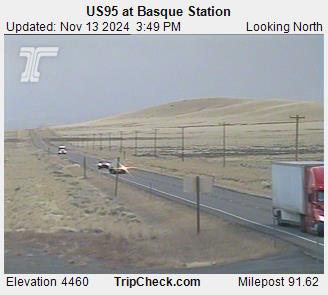 US95 at Basque Station
Updated: Nov 13 2024 3:49 PM Looking North
Elevation 4460 TripCheck.com Milepost 91.62